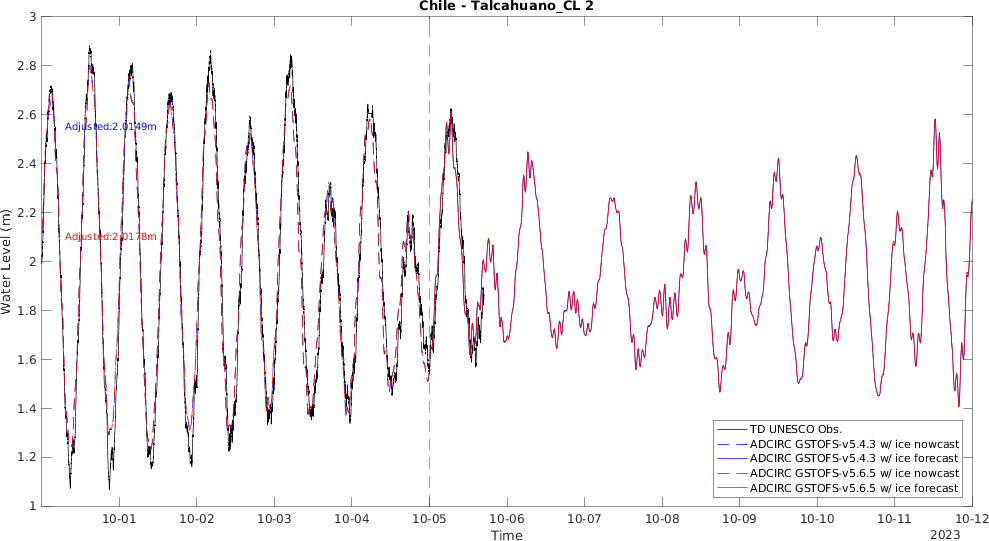 Chile - Talcahuano_CL 2
3
2.8
2.6
2.4
2.2
2
1.8
1.6
1.4
1.2
1
Water Level (m)
Adjusted:2.0149m
Adjusted:2.0178m
TD UNESCO Obs.
ADCIRC GSTOFS-v5.4.3 w/ ice nowcast
ADCIRC GSTOFS-v5.4.3 w/ ice forecast
ADCIRC GSTOFS-v5.6.5 w/ ice nowcast
ADCIRC GSTOFS-v5.6.5 w/ ice forecast
10-01 10-02 10-03 10-04 10-05 10-06 10-07 10-08 10-09 10-10 10-11 10-12
Time
2023